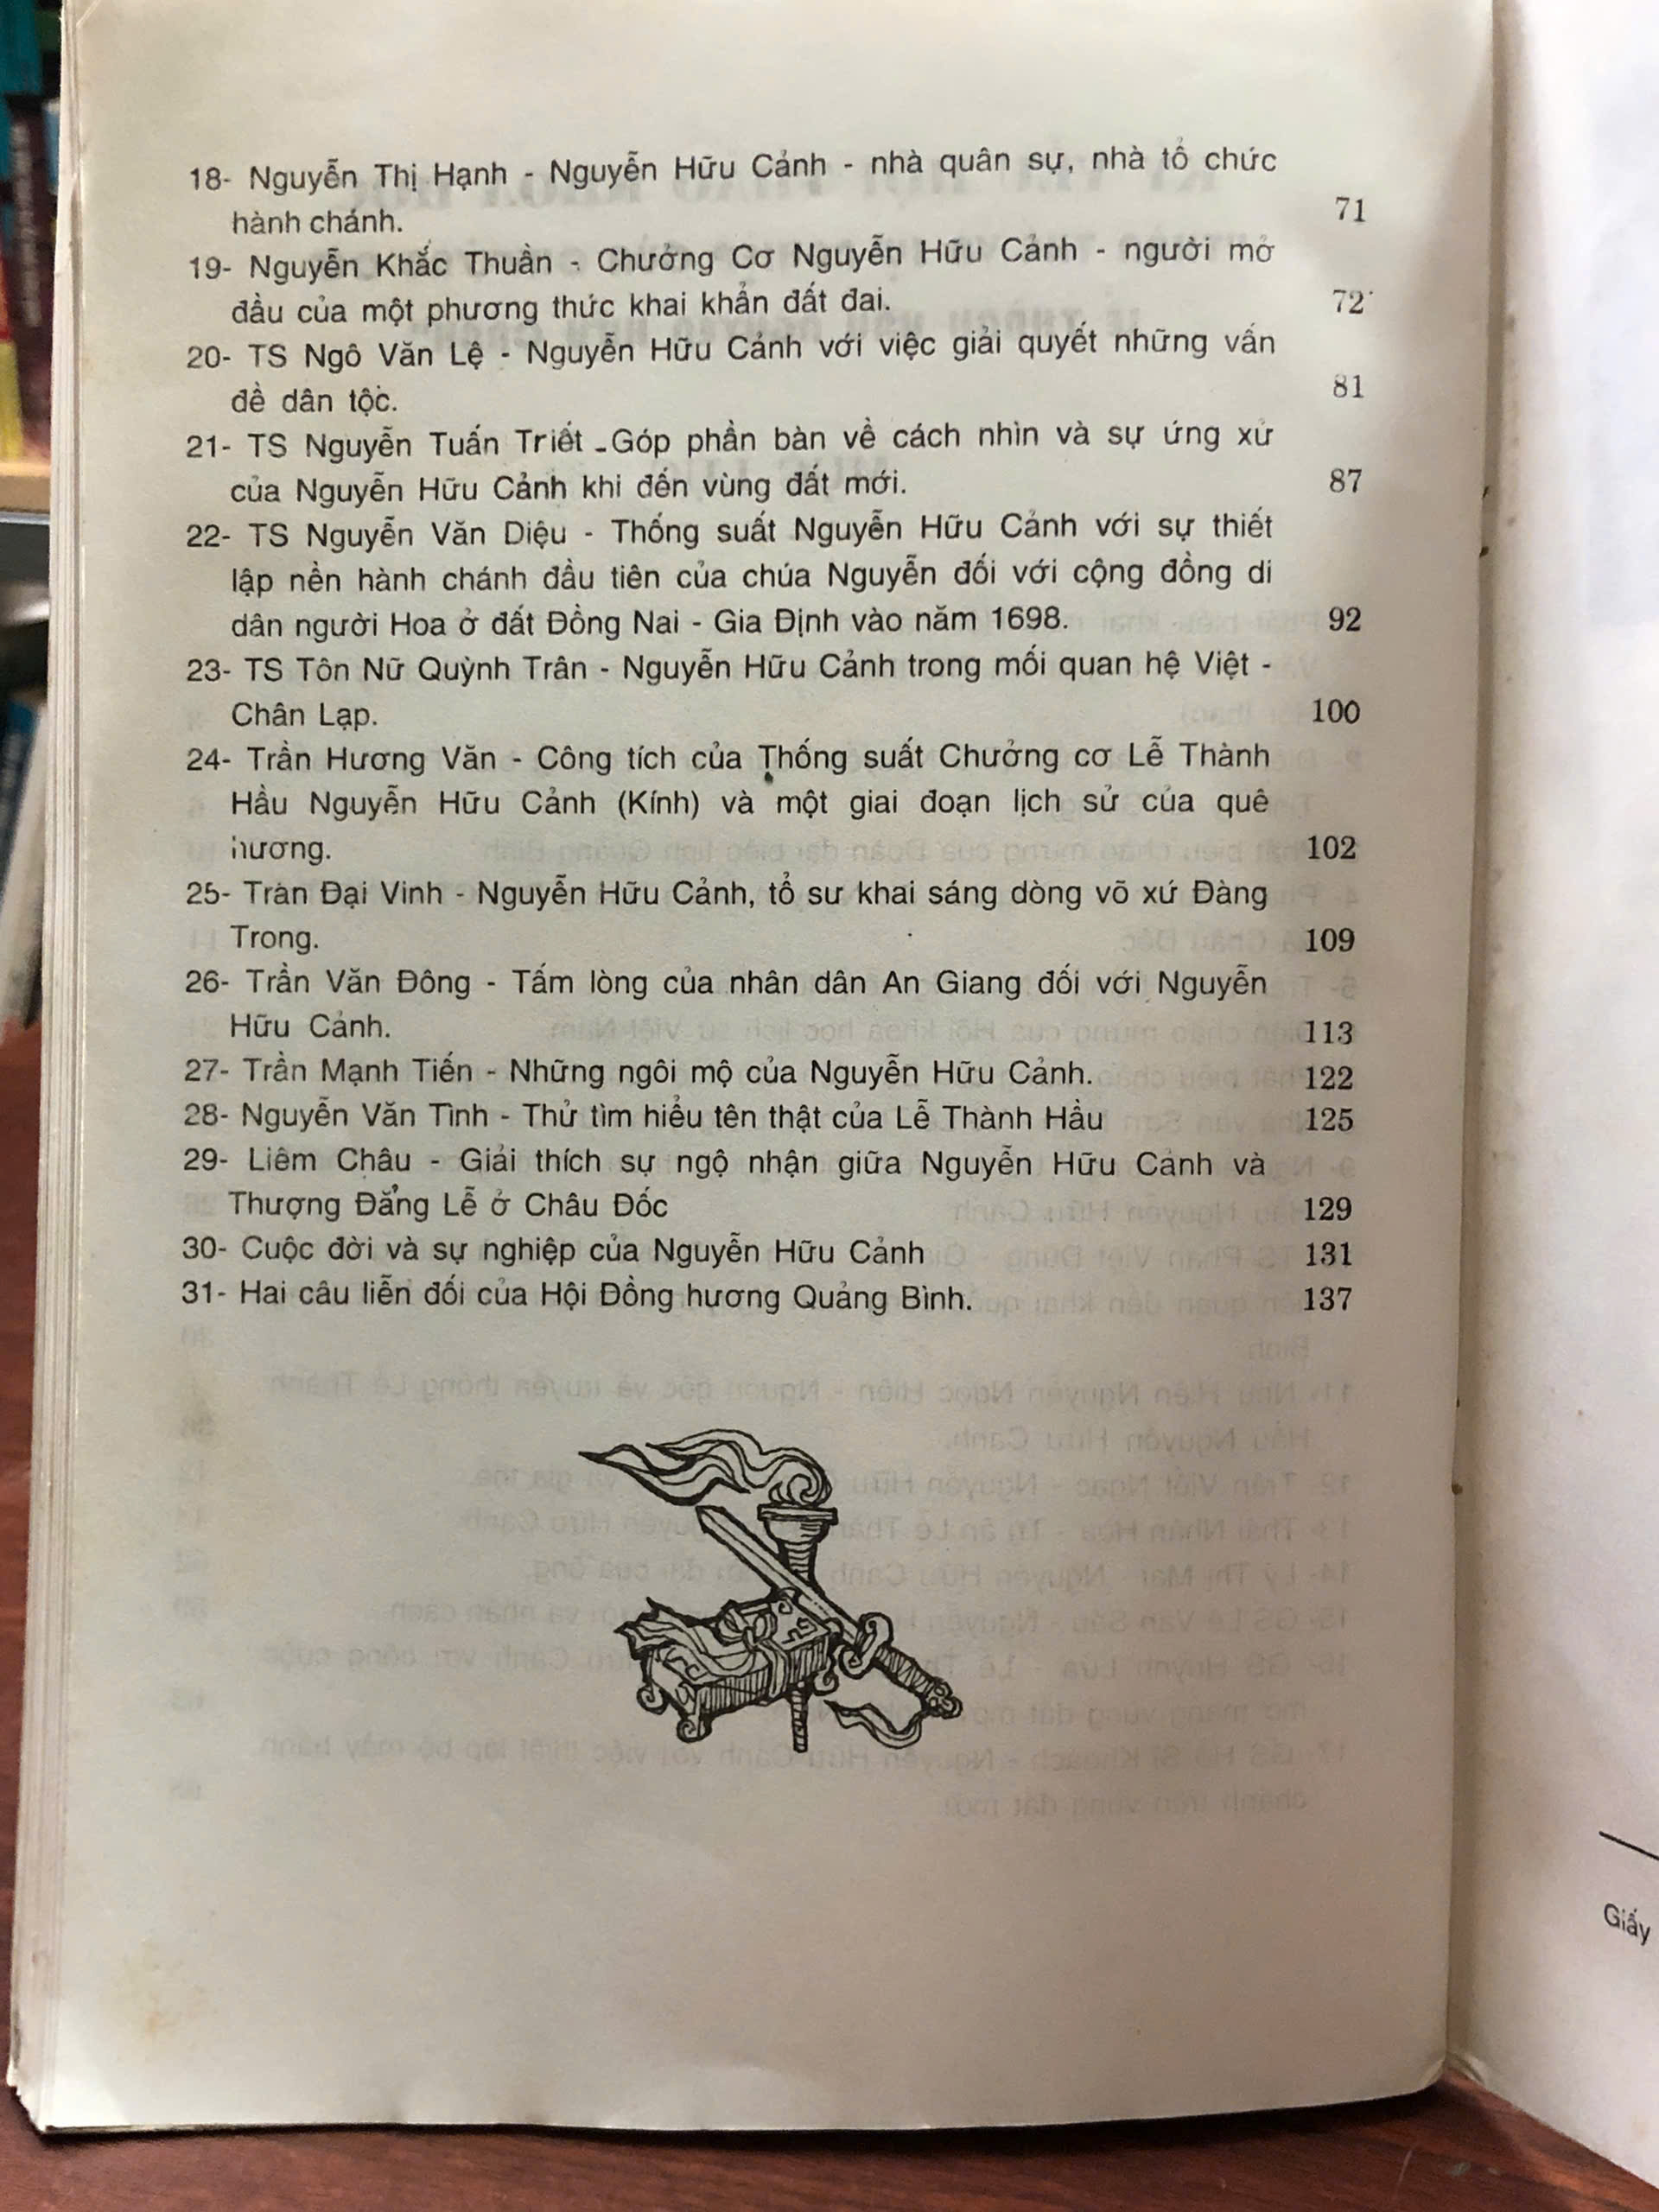 18- Nguyễn Thị Hạnh - Nguyễn Hữu Cảnh - nhà quân sự, nhà tổ chức
hành chánh. 71
19- Nguyễn Khắc Thuần - Chưởng Cơ Nguyễn Hữu Cảnh - người mở
đầu của một phương thức khai khẩn đất đai. 72
20- TS Ngô Văn Lệ - Nguyễn Hữu Cảnh với việc giải quyết những vấn
đề dân tộc. 81
21- TS Nguyễn Tuấn Triết - Góp phần bàn về cách nhìn và sự ứng xử
của Nguyễn Hữu Cảnh khi đến vùng đất mới. 87
22- TS Nguyễn Văn Diệu - Thống suất Nguyễn Hữu Cảnh với sự thiết
lập nền hành chánh đầu tiên của chúa Nguyễn đối với cộng đồng di
dân người Hoa ở đất Đồng Nai - Gia Định vào năm 1698. 92
23- TS Tôn Nữ Quỳnh Trân - Nguyễn Hữu Cảnh trong mối quan hệ Việt -
Chân Lạp. 100
24- Trần Hương Văn - Công tích của Thống suất Chưởng cơ Lễ Thành
Hầu Nguyễn Hữu Cảnh (Kính) và một giai đoạn lịch sử của quê
hương. 102
25- Trần Đại Vinh - Nguyễn Hữu Cảnh, tổ sư khai sáng dòng võ xứ Đàng
Trong. 109
26- Trần Văn Đông - Tấm lòng của nhân dân An Giang đối với Nguyễn
Hữu Cảnh. 113
27- Trần Mạnh Tiến - Những ngôi mộ của Nguyễn Hữu Cảnh. 122
28- Nguyễn Văn Tình - Thử tìm hiểu tên thật của Lễ Thành Hầu 125
29- Liêm Châu - Giải thích sự ngộ nhận giữa Nguyễn Hữu Cảnh và
Thượng Đẳng Lễ ở Châu Đốc 129
30- Cuộc đời và sự nghiệp của Nguyễn Hữu Cảnh 131
31- Hai câu liễn đối của Hội Đồng hương Quảng Bình. 137
Giấy